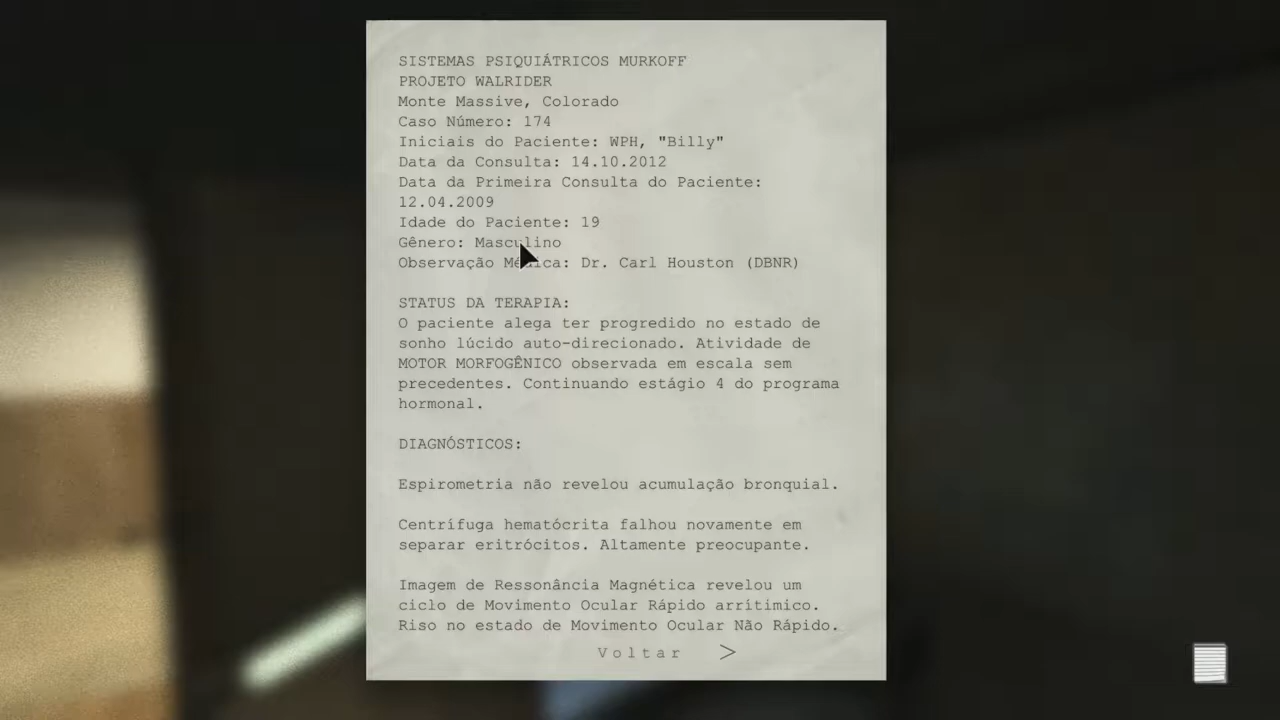 SISTEMAS PSIQUIÁTRICOS MURKOFF
PROJETO WALRIDER
Monte Massive, Colorado
Caso Número: 174
Iniciais do Paciente: WPH, "Billy"
Data da Consulta: 14.10.2012
Data da Primeira Consulta do Paciente:
12.04.2009
Idade do Paciente: 19
Gênero: Masculino
Observação Médica: Dr. Carl Houston (DBNR)
STATUS DA TERAPIA:
O paciente alega ter progredido no estado de
sonho lúcido auto-direcionado. Atividade de
MOTOR MORFOGÊNICO observada em escala sem
precedentes. Continuando estágio 4 do programa
hormonal.
DIAGNÓSTICOS:
Espirometria não revelou acumulação bronquial.
Centrífuga hematócrita falhou novamente em
separar eritrócitos. Altamente preocupante.
Imagem de Ressonância Magnética revelou um
ciclo de Movimento Ocular Rápido arrítimico.
Riso no estado de Movimento Ocular Não Rápido.
Voltar >